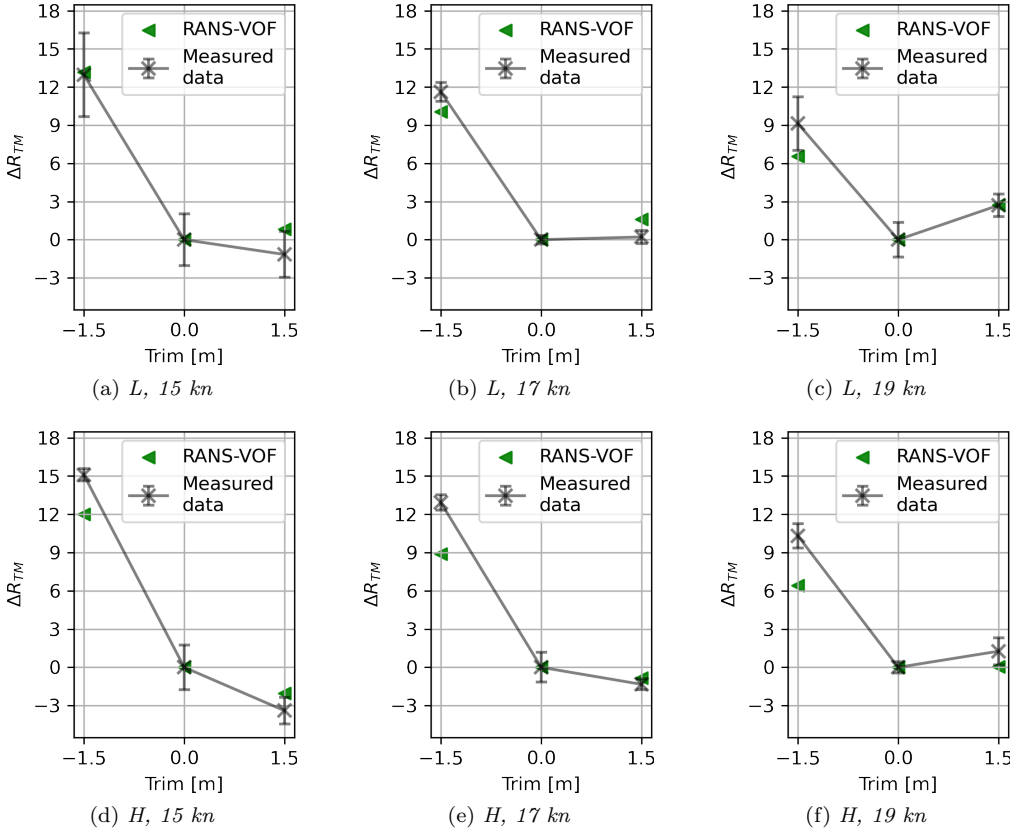 18
15
12
9
6
3
0
−3
ΔR_TM
RANS-VOF
Measured
data
−1.5 0.0 1.5
Trim [m]
(a) L, 15 kn
18
15
12
9
6
3
0
−3
ΔR_TM
RANS-VOF
Measured
data
−1.5 0.0 1.5
Trim [m]
(b) L, 17 kn
18
15
12
9
6
3
0
−3
ΔR_TM
RANS-VOF
Measured
data
−1.5 0.0 1.5
Trim [m]
(c) L, 19 kn
18
15
12
9
6
3
0
−3
ΔR_TM
RANS-VOF
Measured
data
−1.5 0.0 1.5
Trim [m]
(d) H, 15 kn
18
15
12
9
6
3
0
−3
ΔR_TM
RANS-VOF
Measured
data
−1.5 0.0 1.5
Trim [m]
(e) H, 17 kn
18
15
12
9
6
3
0
−3
ΔR_TM
RANS-VOF
Measured
data
−1.5 0.0 1.5
Trim [m]
(f) H, 19 kn